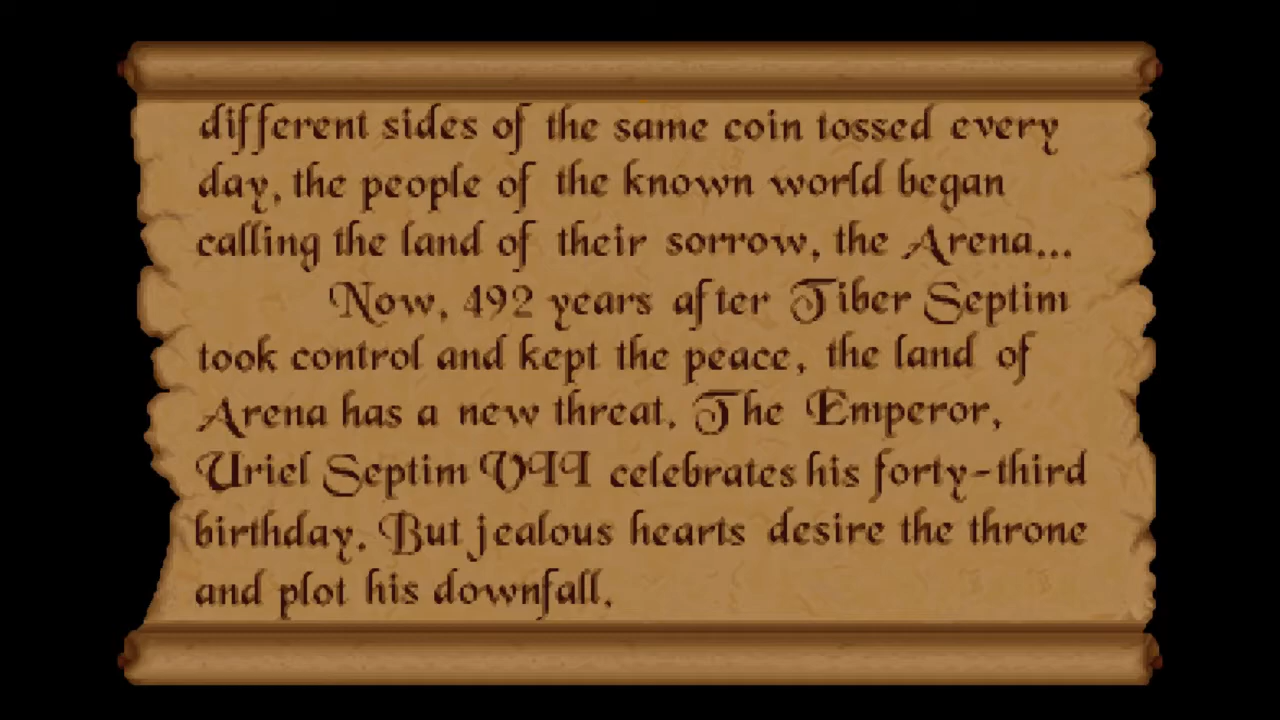 different sides of the same coin tossed every
day, the people of the known world began
calling the land of their sorrow, the Arena...
Now, 492 years after Tiber Septim
took control and kept the peace, the land of
Arena has a new threat. The Emperor,
Uriel Septim VII celebrates his forty-third
birthday. But jealous hearts desire the throne
and plot his downfall.